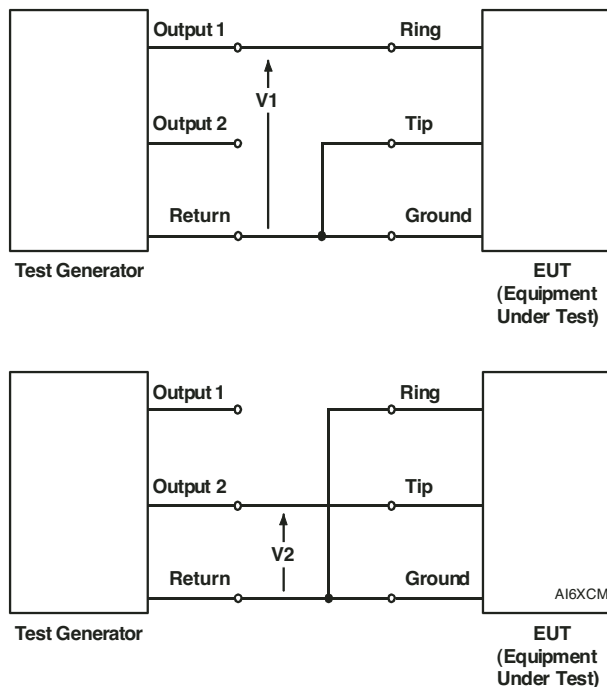 Output 1
Ring
V1
Output 2
Tip
Return
Ground
Test Generator
EUT
(Equipment
Under Test)
Output 1
Ring
Output 2
Tip
V2
Return
Ground
AI6XCM
Test Generator
EUT
(Equipment
Under Test)